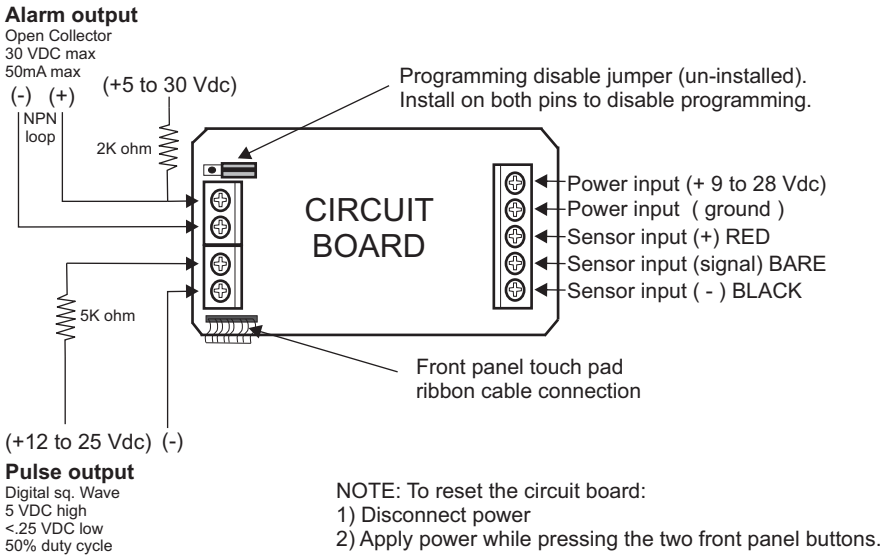 Alarm output
Open Collector
30 VDC max
50mA max
(-) (+)
NPN
loop
(+5 to 30 Vdc)
2K ohm
Programming disable jumper (un-installed).
Install on both pins to disable programming.
CIRCUIT
BOARD
Power input (+ 9 to 28 Vdc)
Power input ( ground )
Sensor input (+) RED
Sensor input (signal) BARE
Sensor input ( - ) BLACK
5K ohm
Front panel touch pad
ribbon cable connection
(+12 to 25 Vdc) (-)
Pulse output
Digital sq. Wave
5 VDC high
<.25 VDC low
50% duty cycle
NOTE: To reset the circuit board:
1) Disconnect power
2) Apply power while pressing the two front panel buttons.